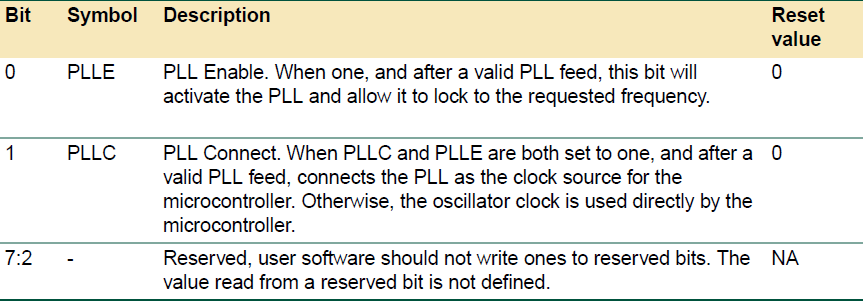 Bit Symbol Description Reset
value
0 PLLE PLL Enable. When one, and after a valid PLL feed, this bit will 0
activate the PLL and allow it to lock to the requested frequency.
1 PLLC PLL Connect. When PLLC and PLLE are both set to one, and after a 0
valid PLL feed, connects the PLL as the clock source for the
microcontroller. Otherwise, the oscillator clock is used directly by the
microcontroller.
7:2 - Reserved, user software should not write ones to reserved bits. The NA
value read from a reserved bit is not defined.